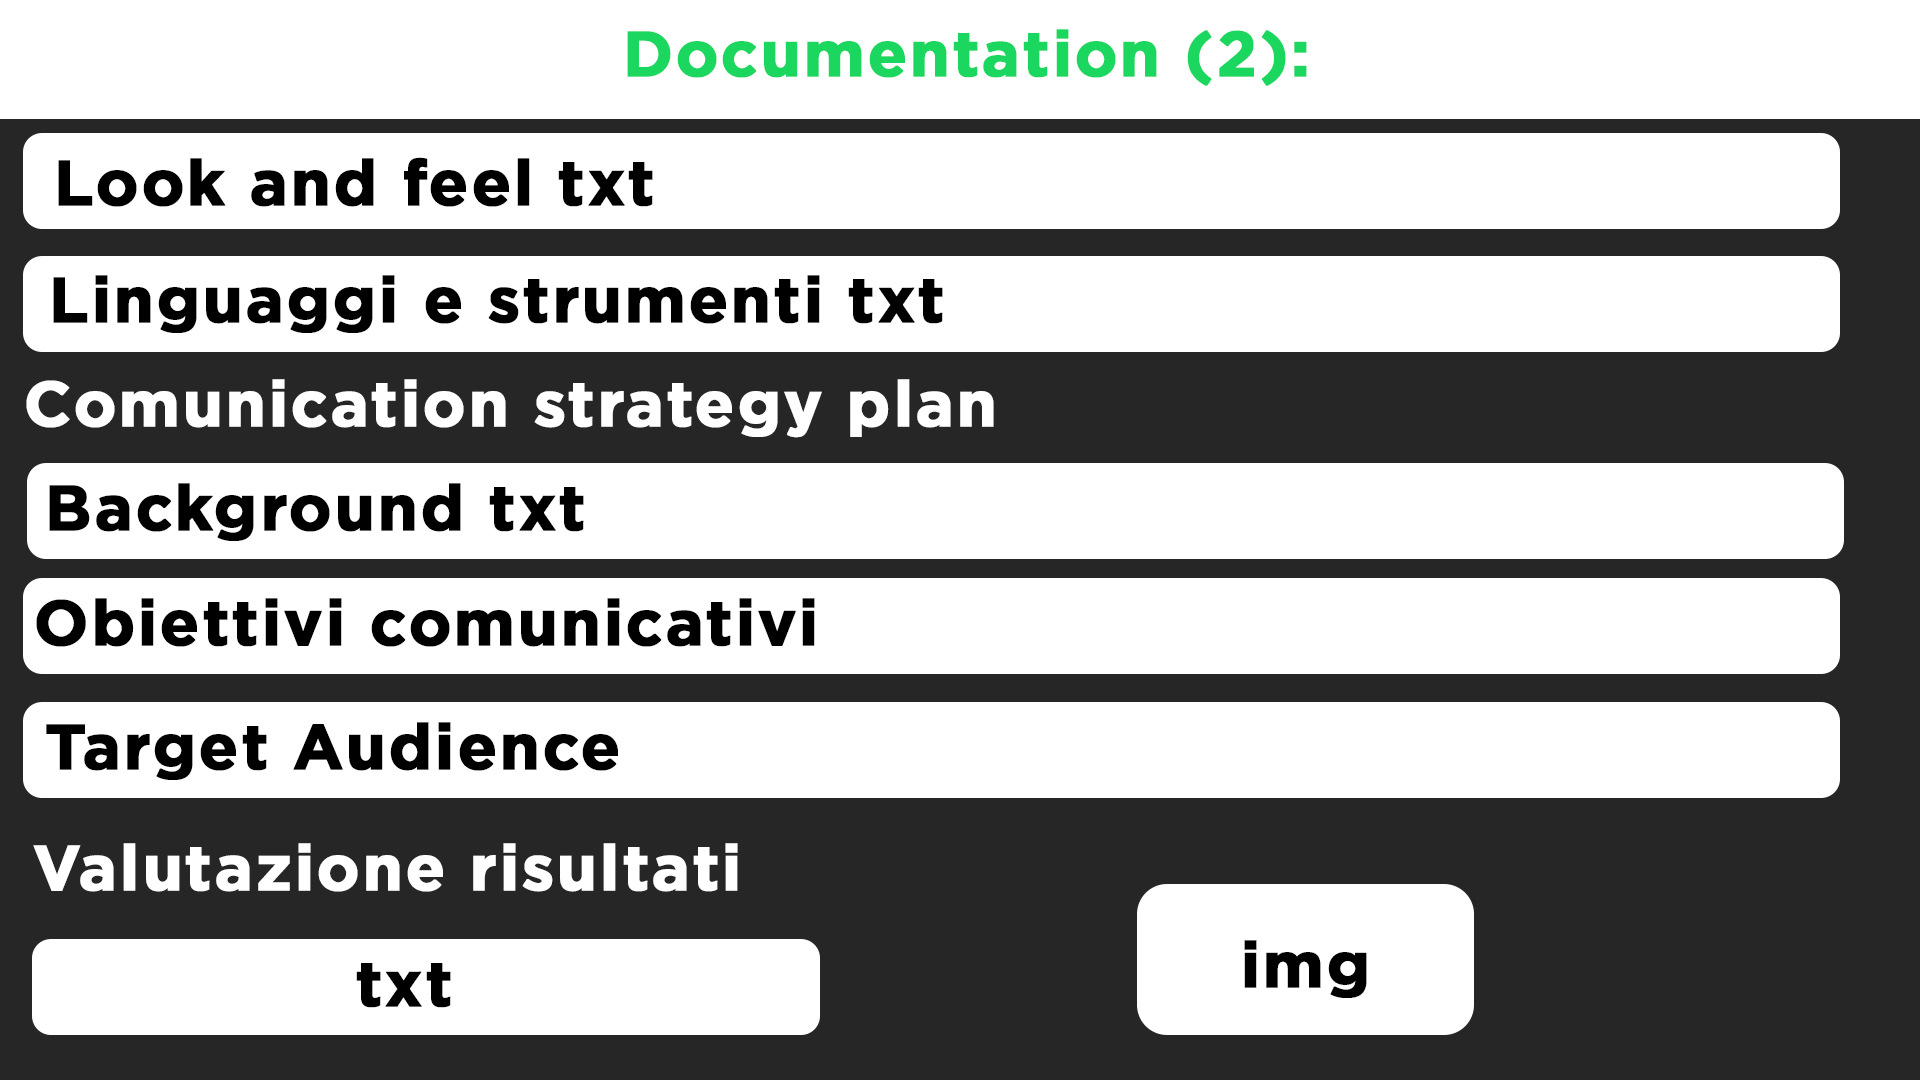 Documentation (2):
Look and feel txt
Linguaggi e strumenti txt
Comunication strategy plan
Background txt
Obiettivi comunicativi
Target Audience
Valutazione risultati
txt
img